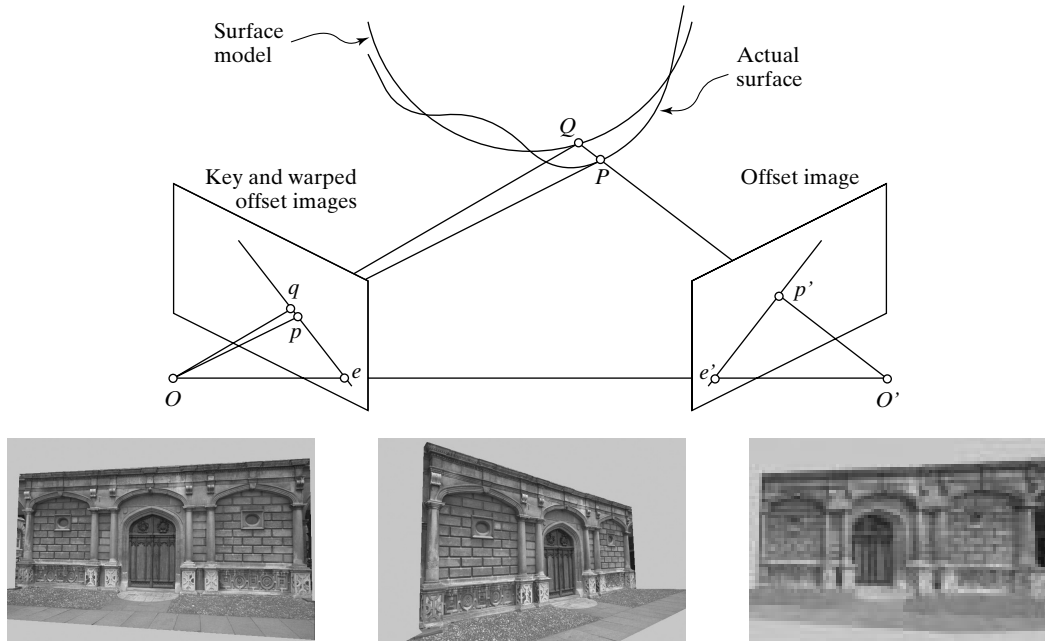 Surface
model
Actual
surface
Q
P
Key and warped
offset images
Offset image
q
p
p'
e
e'
O
O'